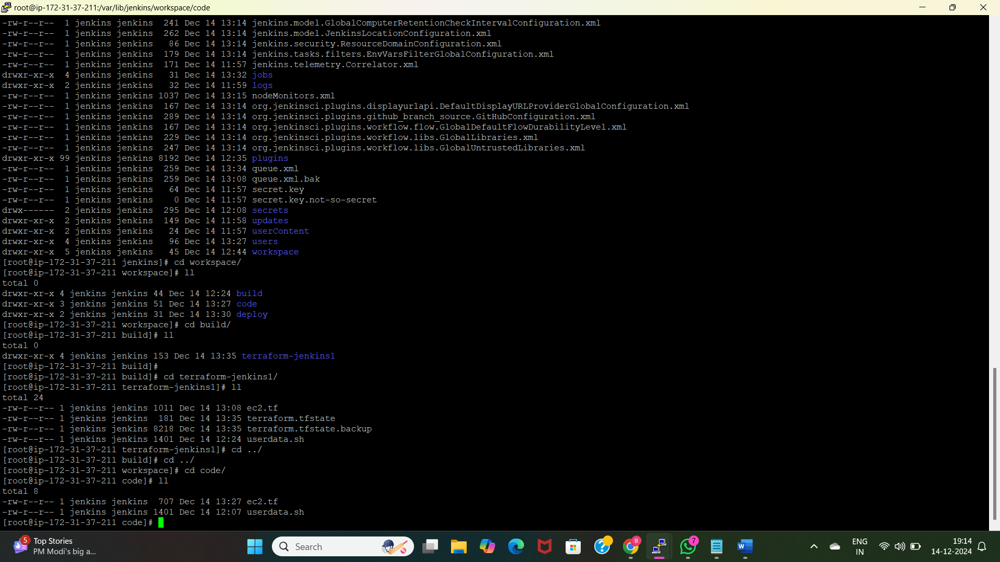 root@ip-172-31-37-211:/var/lib/jenkins/workspace/code
-rw-r--r--  1 jenkins jenkins  241 Dec 14 13:14 jenkins.model.GlobalComputerRetentionCheckIntervalConfiguration.xml
-rw-r--r--  1 jenkins jenkins  262 Dec 14 13:14 jenkins.model.JenkinsLocationConfiguration.xml
-rw-r--r--  1 jenkins jenkins   86 Dec 14 13:14 jenkins.security.ResourceDomainConfiguration.xml
-rw-r--r--  1 jenkins jenkins  179 Dec 14 13:14 jenkins.tasks.filters.EnvVarsFilterGlobalConfiguration.xml
-rw-r--r--  1 jenkins jenkins  171 Dec 14 11:57 jenkins.telemetry.Correlator.xml
drwxr-xr-x  4 jenkins jenkins   31 Dec 14 13:32 jobs
drwxr-xr-x  2 jenkins jenkins   32 Dec 14 11:59 logs
-rw-r--r--  1 jenkins jenkins 1037 Dec 14 13:15 nodeMonitors.xml
-rw-r--r--  1 jenkins jenkins  167 Dec 14 13:14 org.jenkinsci.plugins.displayurlapi.DefaultDisplayURLProviderGlobalConfiguration.xml
-rw-r--r--  1 jenkins jenkins  289 Dec 14 13:14 org.jenkinsci.plugins.github_branch_source.GitHubConfiguration.xml
-rw-r--r--  1 jenkins jenkins  167 Dec 14 13:14 org.jenkinsci.plugins.workflow.flow.GlobalDefaultFlowDurabilityLevel.xml
-rw-r--r--  1 jenkins jenkins  229 Dec 14 13:14 org.jenkinsci.plugins.workflow.libs.GlobalLibraries.xml
-rw-r--r--  1 jenkins jenkins  247 Dec 14 13:14 org.jenkinsci.plugins.workflow.libs.GlobalUntrustedLibraries.xml
drwxr-xr-x 99 jenkins jenkins 8192 Dec 14 12:35 plugins
-rw-r--r--  1 jenkins jenkins  259 Dec 14 13:34 queue.xml
-rw-r--r--  1 jenkins jenkins  259 Dec 14 13:08 queue.xml.bak
-rw-r--r--  1 jenkins jenkins   64 Dec 14 11:57 secret.key
-rw-r--r--  1 jenkins jenkins    0 Dec 14 11:57 secret.key.not-so-secret
drwx------  2 jenkins jenkins  295 Dec 14 12:08 secrets
drwxr-xr-x  2 jenkins jenkins  149 Dec 14 11:58 updates
drwxr-xr-x  2 jenkins jenkins   24 Dec 14 11:57 userContent
drwxr-xr-x  4 jenkins jenkins   96 Dec 14 13:27 users
drwxr-xr-x  5 jenkins jenkins   45 Dec 14 12:44 workspace
[root@ip-172-31-37-211 jenkins]# cd workspace/
[root@ip-172-31-37-211 workspace]# ll
total 0
drwxr-xr-x 4 jenkins jenkins 44 Dec 14 12:24 build
drwxr-xr-x 3 jenkins jenkins 51 Dec 14 13:27 code
drwxr-xr-x 2 jenkins jenkins 31 Dec 14 13:30 deploy
[root@ip-172-31-37-211 workspace]# cd build/
[root@ip-172-31-37-211 build]# ll
total 0
drwxr-xr-x 4 jenkins jenkins 153 Dec 14 13:35 terraform-jenkins1
[root@ip-172-31-37-211 build]#
[root@ip-172-31-37-211 build]# cd terraform-jenkins1/
[root@ip-172-31-37-211 terraform-jenkins1]# ll
total 24
-rw-r--r-- 1 jenkins jenkins 1011 Dec 14 13:08 ec2.tf
-rw-r--r-- 1 jenkins jenkins  181 Dec 14 13:35 terraform.tfstate
-rw-r--r-- 1 jenkins jenkins 8218 Dec 14 13:35 terraform.tfstate.backup
-rw-r--r-- 1 jenkins jenkins 1401 Dec 14 12:24 userdata.sh
[root@ip-172-31-37-211 terraform-jenkins1]# cd ../
[root@ip-172-31-37-211 build]# cd ../
[root@ip-172-31-37-211 workspace]# cd code/
[root@ip-172-31-37-211 code]# ll
total 8
-rw-r--r-- 1 jenkins jenkins  707 Dec 14 13:27 ec2.tf
-rw-r--r-- 1 jenkins jenkins 1401 Dec 14 12:07 userdata.sh
[root@ip-172-31-37-211 code]#
5
Top Stories
PM Modi's big a...
Search
B
7
W
ENG
IN
19:14
14-12-2024